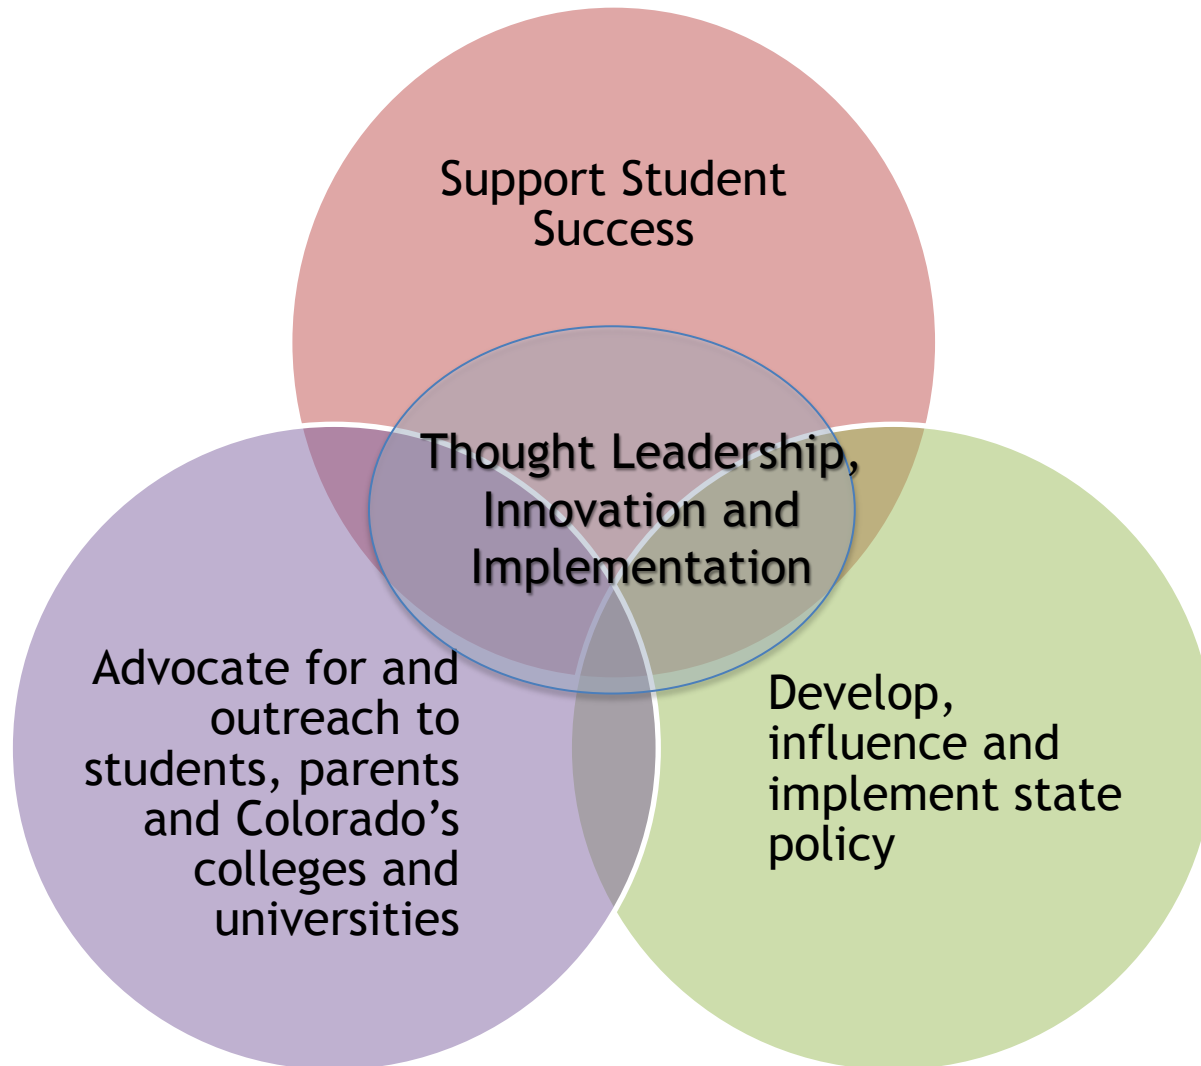 Support Student
Success
Thought Leadership,
Innovation and
Implementation
Advocate for and
outreach to
students, parents
and Colorado’s
colleges and
universities
Develop,
influence and
implement state
policy